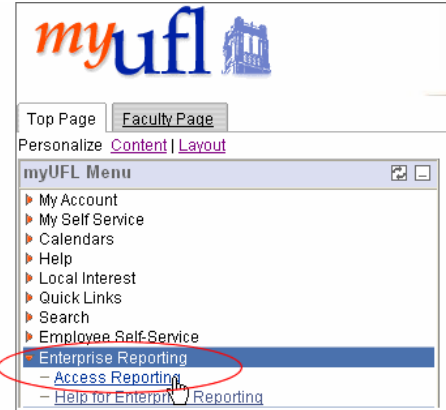 myufl
Top Page Faculty Page
Personalize Content | Layout
myUFL Menu
My Account
My Self Service
Calendars
Help
Local Interest
Quick Links
Search
Employee Self-Service
Enterprise Reporting
– Access Reporting
– Help for Enterprise Reporting